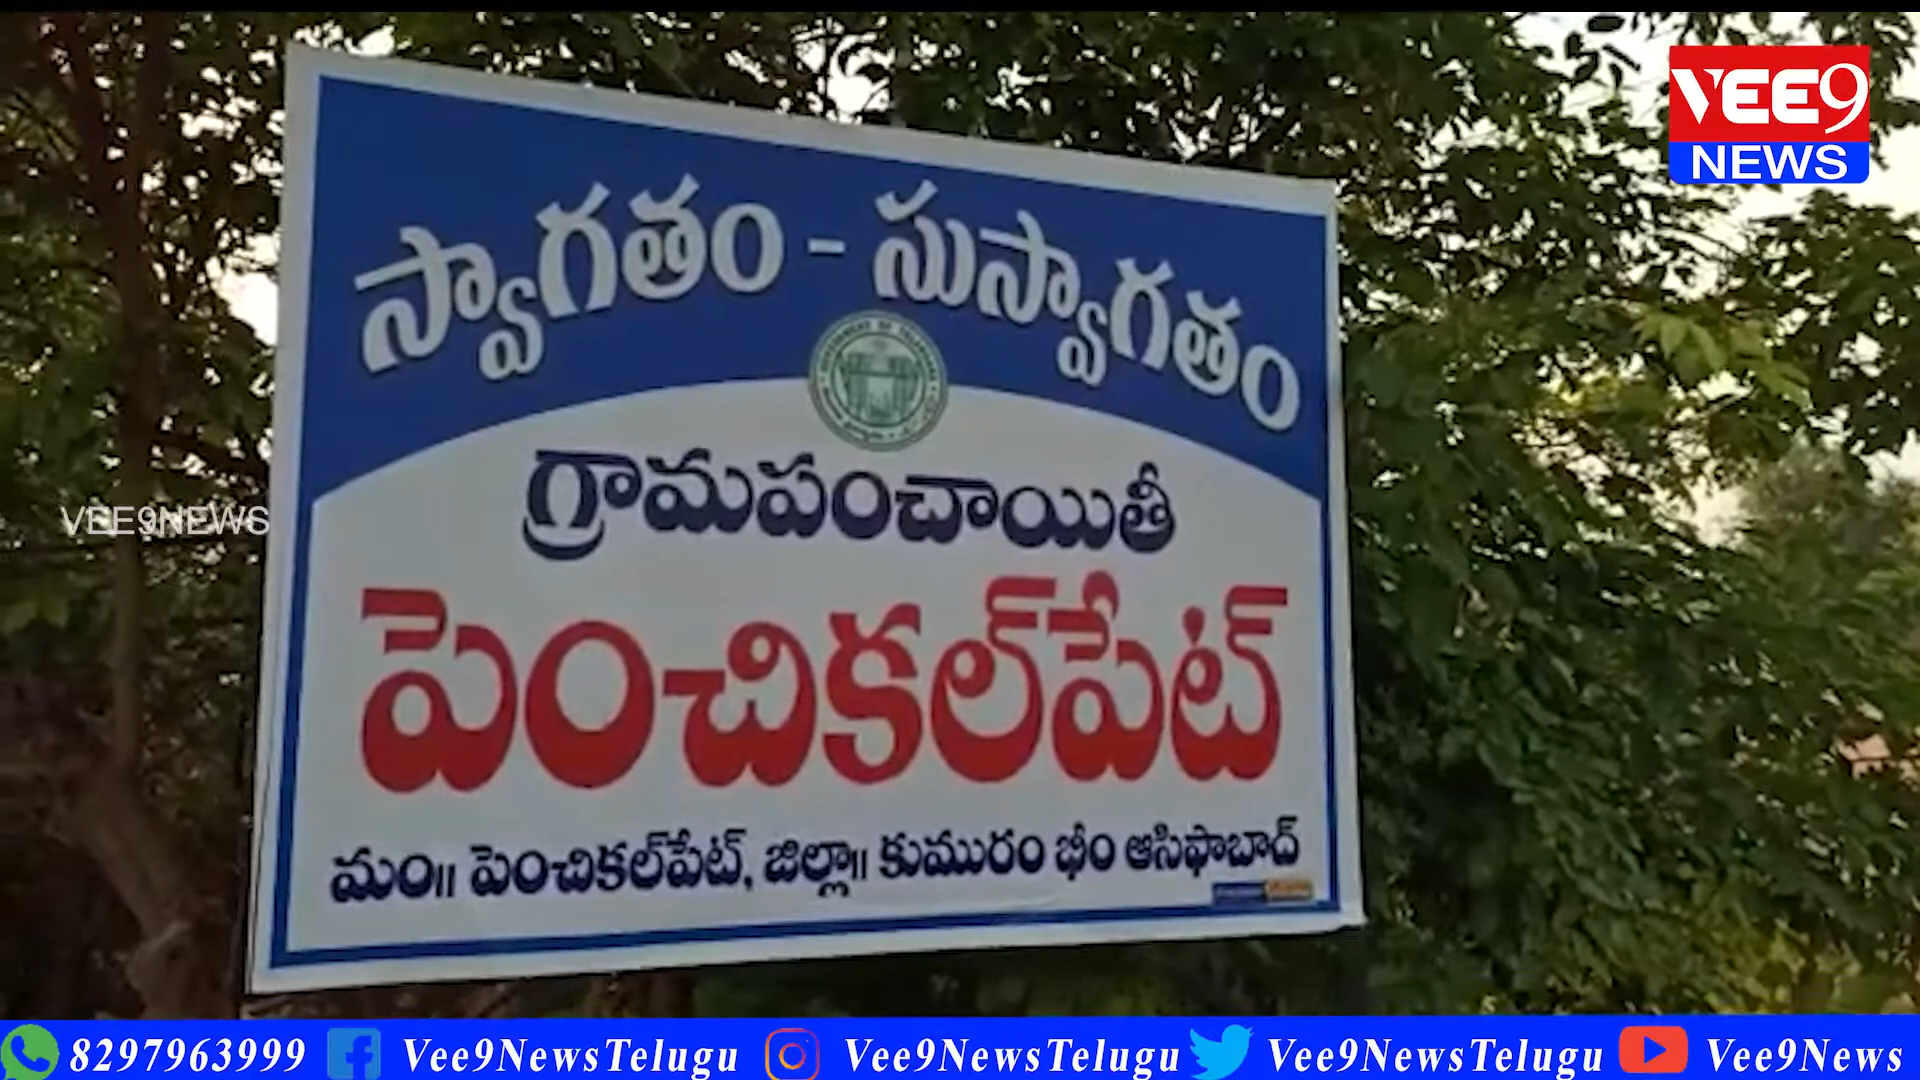 VEE9
NEWS
స్వాగతం - సుస్వాగతం
గ్రామపంచాయితీ
VEE9NEWS
పెంచికల్‌పేట్
మం॥ పెంచికల్‌పేట్, జిల్లా॥ కుమురం భీం ఆసిఫాబాద్
8297963999 Vee9NewsTelugu Vee9NewsTelugu Vee9NewsTelugu Vee9News